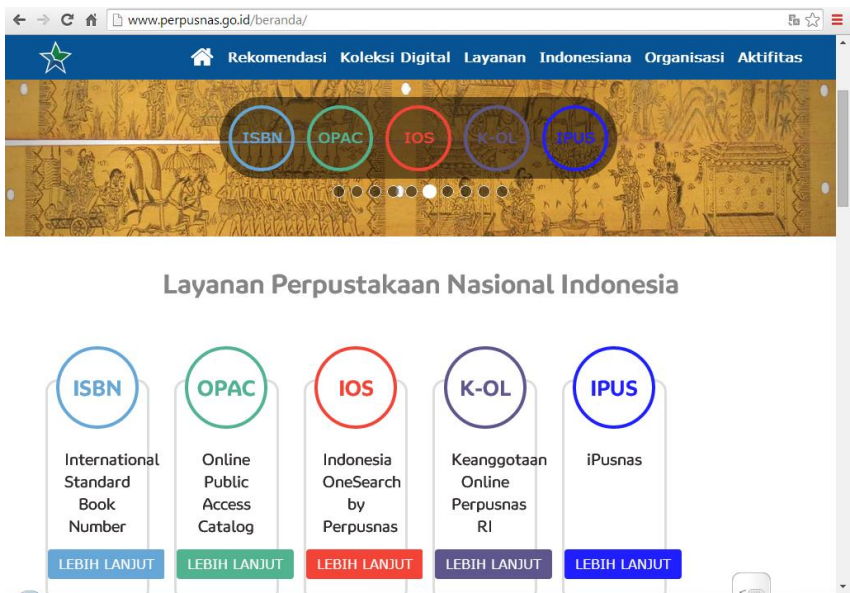 www.perpusnas.go.id/beranda/
Rekomendasi Koleksi Digital Layanan Indonesiana Organisasi Aktifitas
ISBN OPAC IOS K-OL IPUS
Layanan Perpustakaan Nasional Indonesia
ISBN OPAC IOS K-OL IPUS
International Online Indonesia Keanggotaan iPusnas
Standard Public OneSearch Online
Book Access by Perpusnas
Number Catalog Perpusnas RI
LEBIH LANJUT LEBIH LANJUT LEBIH LANJUT LEBIH LANJUT LEBIH LANJUT